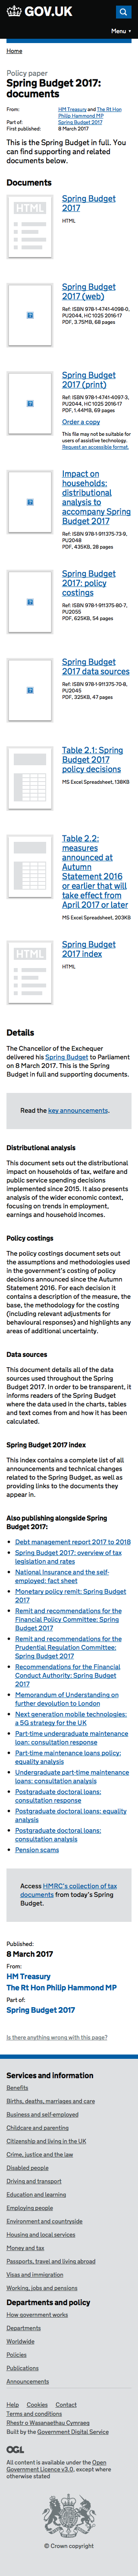 GOV.UK
Menu ▼
Home
Policy paper
Spring Budget 2017:
documents
From: HM Treasury and The Rt Hon
Philip Hammond MP
Part of: Spring Budget 2017
First published: 8 March 2017
This is the Spring Budget in full. You
can find supporting and related
documents below.
Documents
HTML
Spring Budget
2017
HTML
Spring Budget
2017 (web)
Ref: ISBN 978-1-4741-4098-0,
PU2044, HC 1025 2016-17
PDF, 3.75MB, 68 pages
Spring Budget
2017 (print)
Ref: ISBN 978-1-4741-4097-3,
PU2044, HC 1025 2016-17
PDF, 1.44MB, 69 pages
Order a copy
This file may not be suitable for
users of assistive technology.
Request an accessible format.
Impact on
households:
distributional
analysis to
accompany Spring
Budget 2017
Ref: ISBN 978-1-911375-73-9,
PU2048
PDF, 435KB, 28 pages
Spring Budget
2017: policy
costings
Ref: ISBN 978-1-911375-80-7,
PU2055
PDF, 625KB, 54 pages
Spring Budget
2017 data sources
Ref: ISBN 978-1-911375-70-8,
PU2045
PDF, 325KB, 47 pages
Table 2.1: Spring
Budget 2017
policy decisions
MS Excel Spreadsheet, 138KB
Table 2.2:
measures
announced at
Autumn
Statement 2016
or earlier that will
take effect from
April 2017 or later
MS Excel Spreadsheet, 203KB
HTML
Spring Budget
2017 index
HTML
Details
The Chancellor of the Exchequer
delivered his Spring Budget to Parliament
on 8 March 2017. This is the Spring
Budget in full and supporting documents.
Read the key announcements.
Distributional analysis
This document sets out the estimated
impact on households of tax, welfare and
public service spending measures
announced or implemented since
Spring 2015. It also presents analysis
on how the incomes of households
have changed over time, including
trends in employment, earnings and
household incomes.
Policy costings
The policy costings document sets out
the assumptions and methodologies used
in the government's costing of policy
decisions announced since the Autumn
Statement 2016. For each decision this
contains a description of the measure, the
base, the methodology for the costing
(including relevant adjustments for
behavioural responses) and highlights
any areas of additional uncertainty.
Data sources
This document details all of the data
sources used throughout the Spring
Budget 2017. In order to be transparent,
and to inform interested readers of the
Spring Budget where the data used in
the charts, tables and text comes from.
Spring Budget 2017 index
This index contains a complete list of all
companies, locations and themes
mentioned in the Spring Budget, as well
as providing links to where in the
document they appear.
Also publishing alongside Spring
Budget 2017:
• Debt management report 2017 to 2018
• Spring Budget 2017: overview of tax
legislation and rates
• National Insurance and the self-
employed: fact sheet
• Monetary policy remit: Spring Budget
2017
• Remit and recommendations for the
Financial Policy Committee: Spring
Budget 2017
• Remit and recommendations for the
Prudential Regulation Committee:
Spring Budget 2017
• Recommendations for the Financial
Conduct Authority: Spring Budget
2017
• Memorandum of Understanding on
further devolution to London
• Next generation mobile technologies:
a 5G strategy for the UK
• Part-time undergraduate maintenance
loan: consultation response
• Part-time maintenance loans policy:
equality analysis
• Undergraduate part-time maintenance
loans: consultation analysis
• Postgraduate doctoral loans:
consultation response
• Postgraduate doctoral loans: equality
analysis
• Postgraduate doctoral loans:
consultation analysis
• Pension scams
Access HMRC's collection of tax
documents from today's Spring
Budget.
Published:
8 March 2017
From:
HM Treasury
The Rt Hon Philip Hammond MP
Part of:
Spring Budget 2017
Is there anything wrong with this page?
Services and information
Benefits
Births, deaths, marriages and care
Business and self-employed
Childcare and parenting
Citizenship and living in the UK
Crime, justice and the law
Disabled people
Driving and transport
Education and learning
Employing people
Environment and countryside
Housing and local services
Money and tax
Passports, travel and living abroad
Visas and immigration
Working, jobs and pensions
Departments and policy
How government works
Departments
Worldwide
Policies
Publications
Announcements
Help Cookies Contact
Terms and conditions
Rhestr o Wasanaethau Cymraeg
Built by the Government Digital Service
OGL
All content is available under the Open
Government Licence v3.0, except where
otherwise stated
© Crown copyright